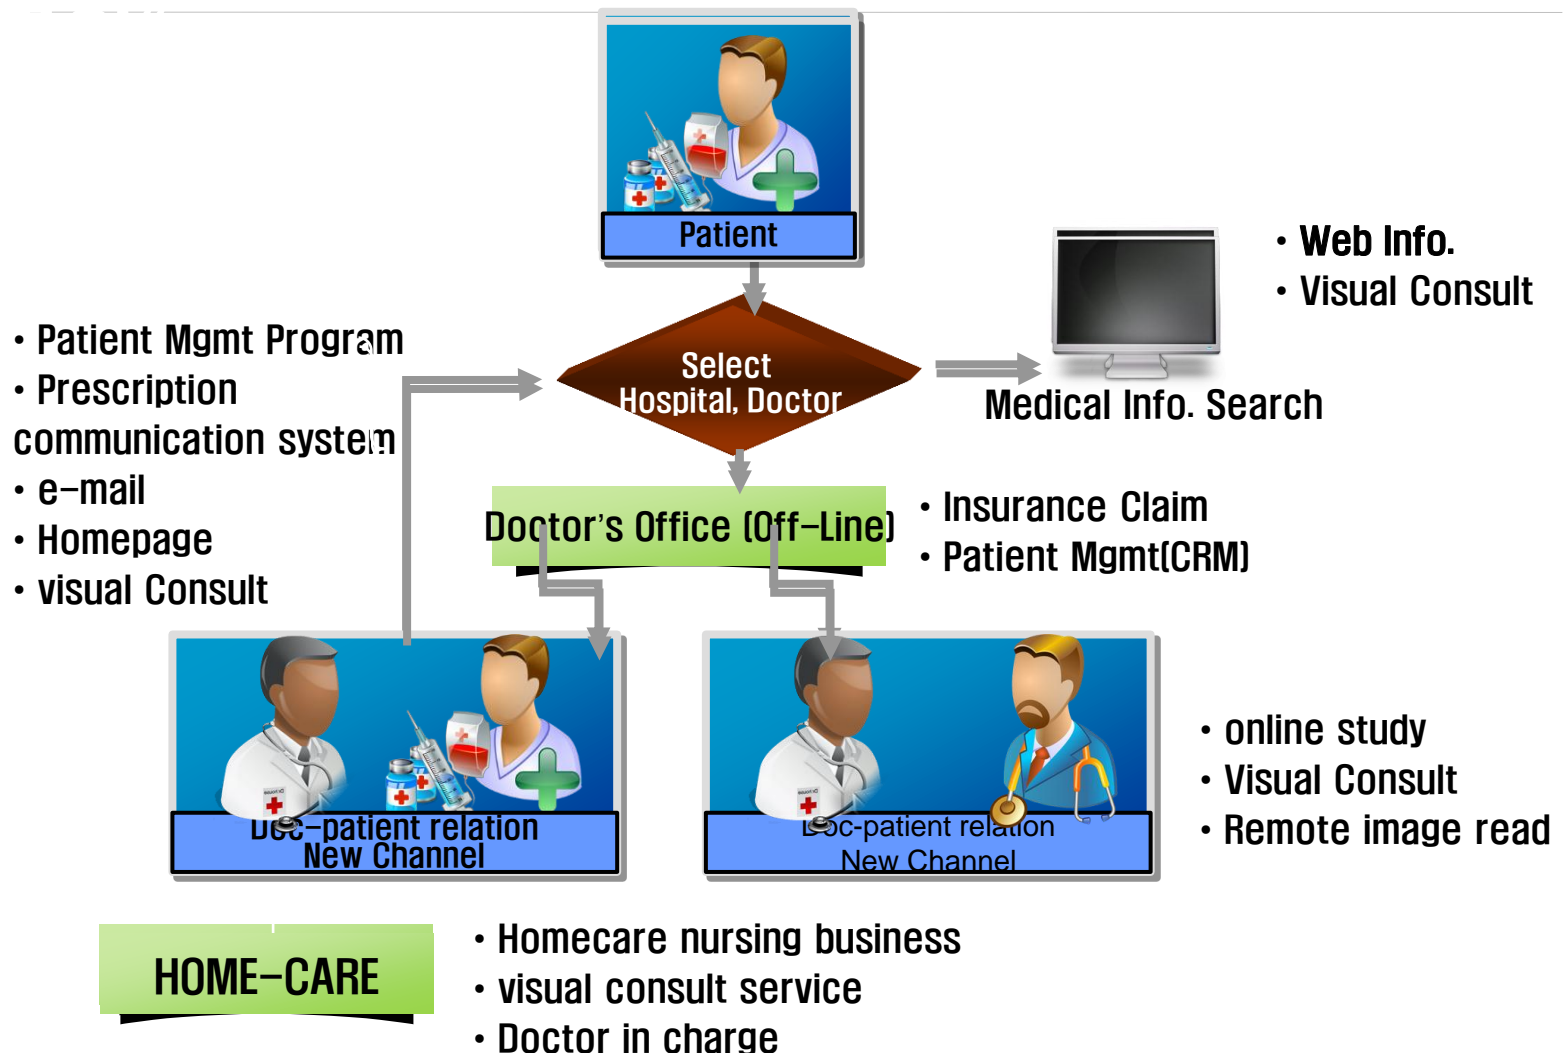 Patient
• Web Info.
• Visual Consult
Medical Info. Search
Select
Hospital, Doctor
• Patient Mgmt Program
• Prescription
communication system
• e-mail
• Homepage
• visual Consult
Doctor's Office (Off-Line)
• Insurance Claim
• Patient Mgmt(CRM)
Doc-patient relation
New Channel
Doc-patient relation
New Channel
• online study
• Visual Consult
• Remote image read
HOME-CARE
• Homecare nursing business
• visual consult service
• Doctor in charge